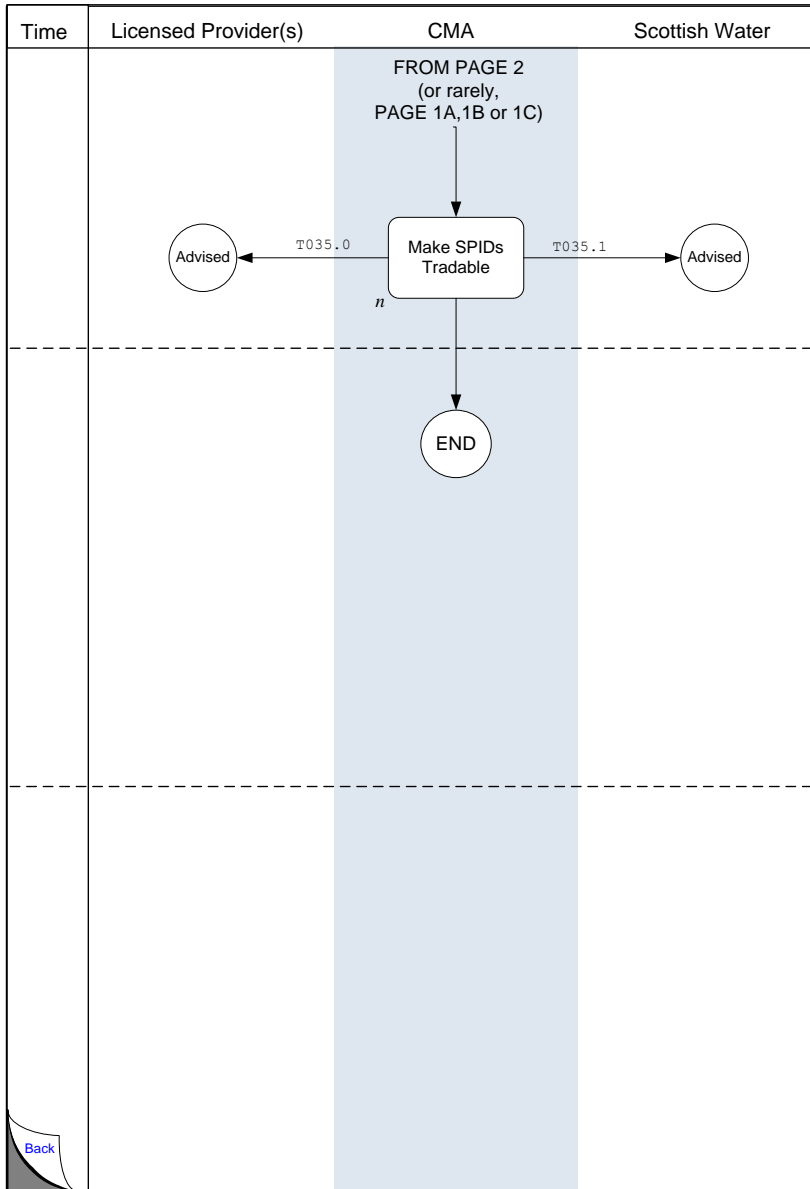 Time
Licensed Provider(s)
CMA
Scottish Water
FROM PAGE 2
(or rarely,
PAGE 1A,1B or 1C)
Advised
T035.0
Make SPIDs
Tradable
T035.1
Advised
n
END
Back